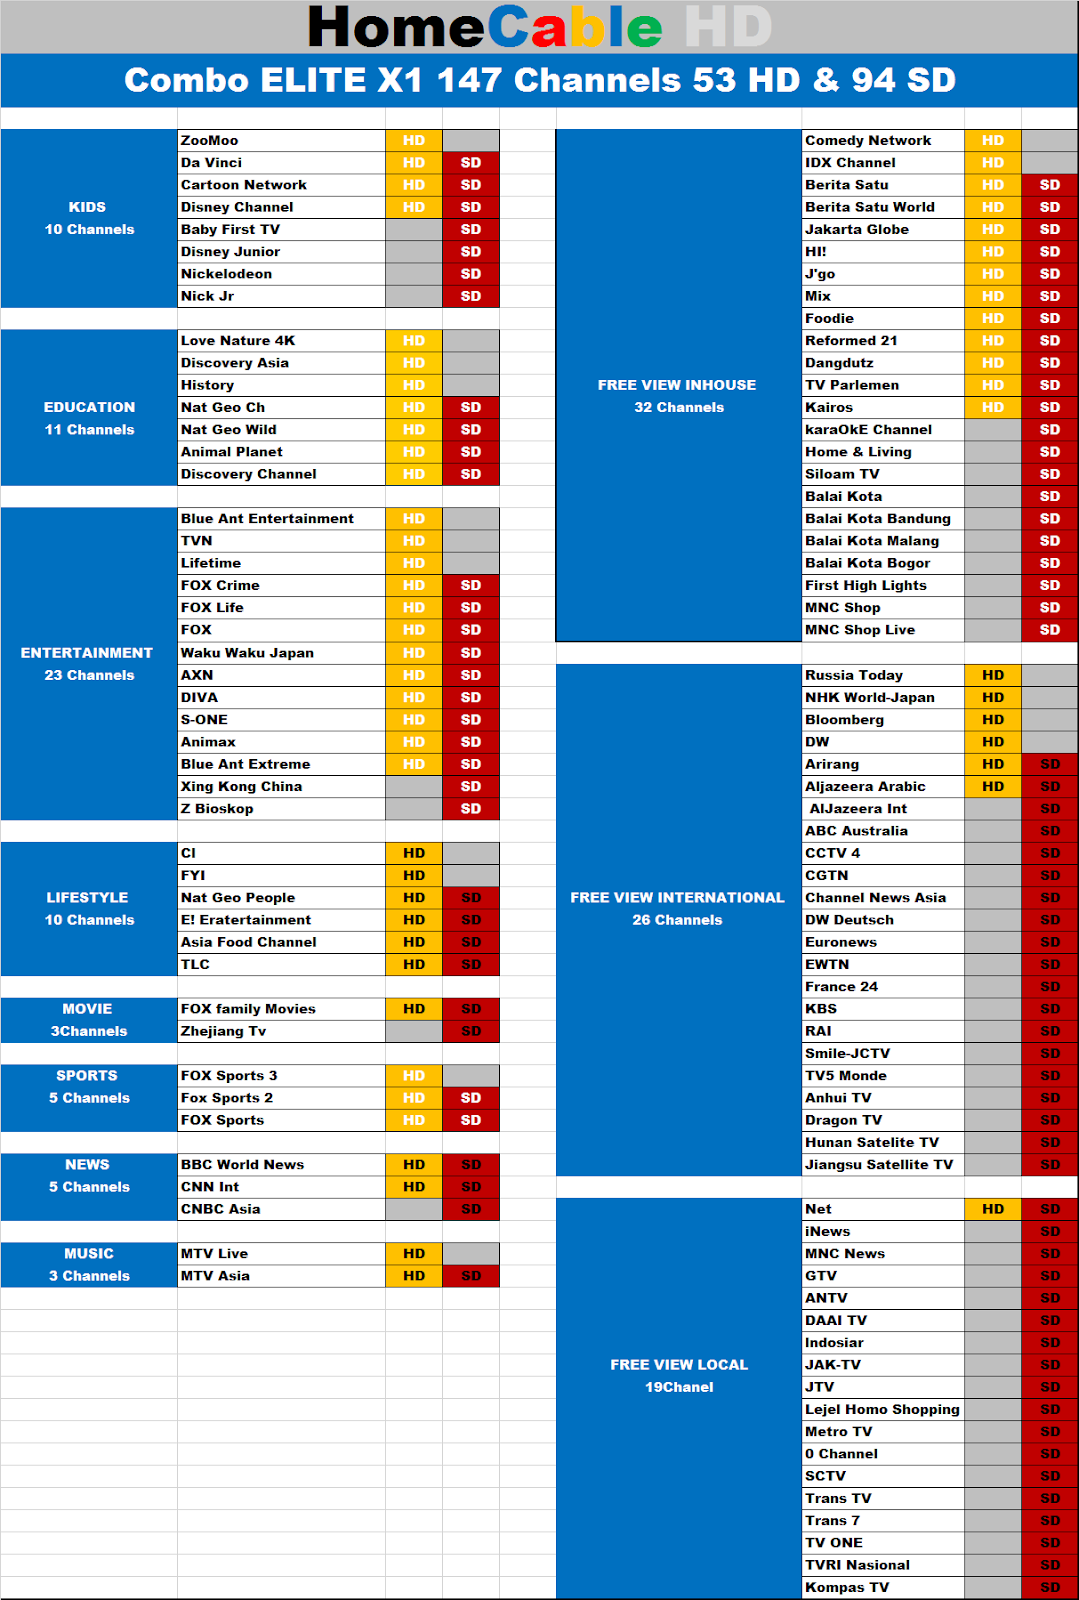 HomeCable HD
Combo ELITE X1 147 Channels 53 HD & 94 SD
KIDS
10 Channels
ZooMoo HD
Da Vinci HD SD
Cartoon Network HD SD
Disney Channel HD SD
Baby First TV SD
Disney Junior SD
Nickelodeon SD
Nick Jr SD
EDUCATION
11 Channels
Love Nature 4K HD
Discovery Asia HD
History HD
Nat Geo Ch HD SD
Nat Geo Wild HD SD
Animal Planet HD SD
Discovery Channel HD SD
ENTERTAINMENT
23 Channels
Blue Ant Entertainment HD
TVN HD
Lifetime HD
FOX Crime HD SD
FOX Life HD SD
FOX HD SD
Waku Waku Japan HD SD
AXN HD SD
DIVA HD SD
S-ONE HD SD
Animax HD SD
Blue Ant Extreme HD SD
Xing Kong China SD
Z Bioskop SD
LIFESTYLE
10 Channels
CI HD
FYI HD
Nat Geo People HD SD
E! Eratertainment HD SD
Asia Food Channel HD SD
TLC HD SD
MOVIE
3Channels
FOX family Movies HD SD
Zhejiang Tv SD
SPORTS
5 Channels
FOX Sports 3 HD
Fox Sports 2 HD SD
FOX Sports HD SD
NEWS
5 Channels
BBC World News HD SD
CNN Int HD SD
CNBC Asia SD
MUSIC
3 Channels
MTV Live HD
MTV Asia HD SD
FREE VIEW INHOUSE
32 Channels
Comedy Network HD
IDX Channel HD
Berita Satu HD SD
Berita Satu World HD SD
Jakarta Globe HD SD
HI! HD SD
J'go HD SD
Mix HD SD
Foodie HD SD
Reformed 21 HD SD
Dangdutz HD SD
TV Parlemen HD SD
Kairos HD SD
karaOkE Channel SD
Home & Living SD
Siloam TV SD
Balai Kota SD
Balai Kota Bandung SD
Balai Kota Malang SD
Balai Kota Bogor SD
First High Lights SD
MNC Shop SD
MNC Shop Live SD
FREE VIEW INTERNATIONAL
26 Channels
Russia Today HD
NHK World-Japan HD
Bloomberg HD
DW HD
Arirang HD SD
Aljazeera Arabic HD SD
AlJazeera Int SD
ABC Australia SD
CCTV 4 SD
CGTN SD
Channel News Asia SD
DW Deutsch SD
Euronews SD
EWTN SD
France 24 SD
KBS SD
RAI SD
Smile-JCTV SD
TV5 Monde SD
Anhui TV SD
Dragon TV SD
Hunan Satelite TV SD
Jiangsu Satellite TV SD
FREE VIEW LOCAL
19Chanel
Net HD SD
iNews SD
MNC News SD
GTV SD
ANTV SD
DAAI TV SD
Indosiar SD
JAK-TV SD
JTV SD
Lejel Homo Shopping SD
Metro TV SD
0 Channel SD
SCTV SD
Trans TV SD
Trans 7 SD
TV ONE SD
TVRI Nasional SD
Kompas TV SD